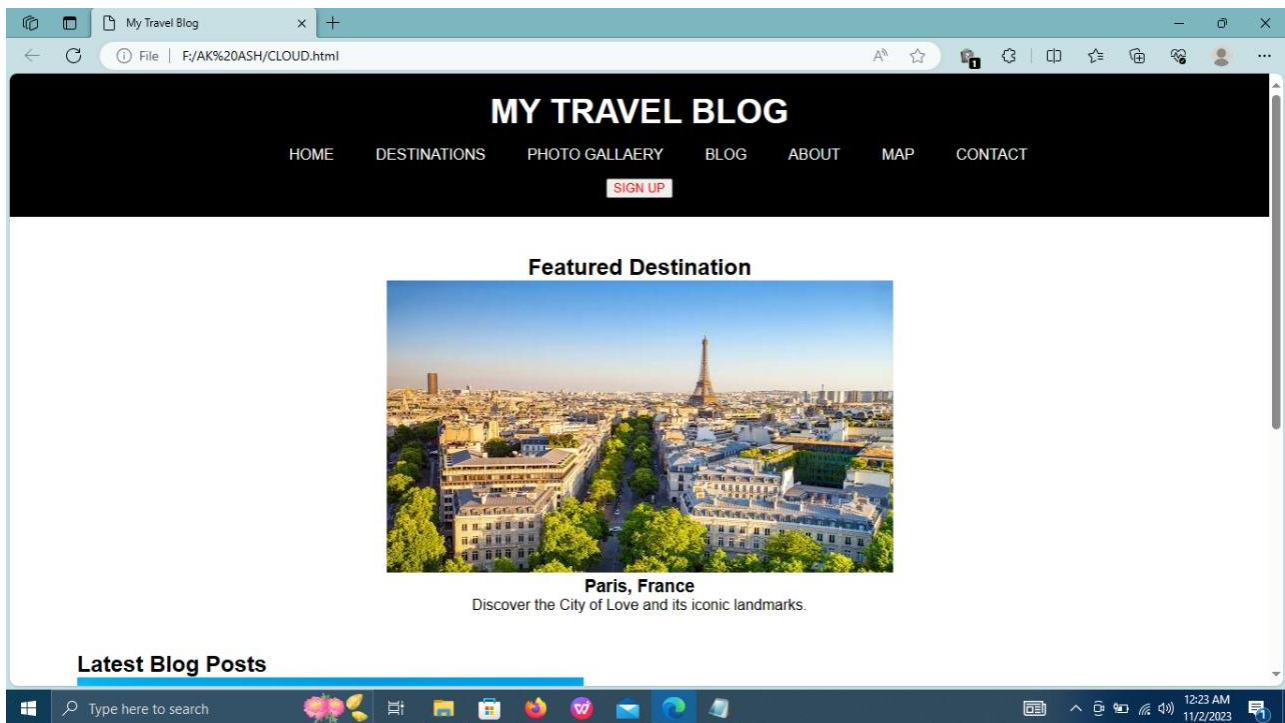 My Travel Blog
File | F:/AK%20ASH/CLOUD.html
1
MY TRAVEL BLOG
HOME DESTINATIONS PHOTO GALLAERY BLOG ABOUT MAP CONTACT
SIGN UP
Featured Destination
Paris, France
Discover the City of Love and its iconic landmarks.
Latest Blog Posts
Type here to search
12:23 AM
11/2/2023
1